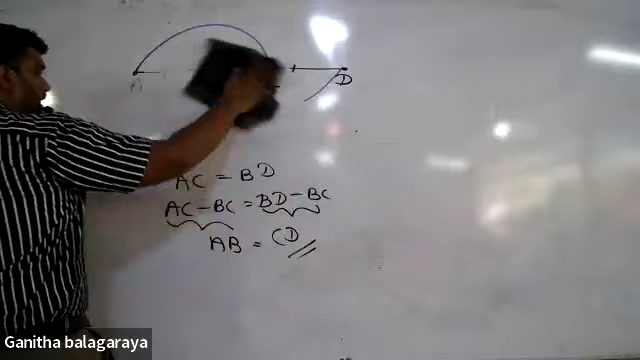 A
D
AC = BD
AC - BC = BD - BC
AB = CD
Ganitha balagaraya